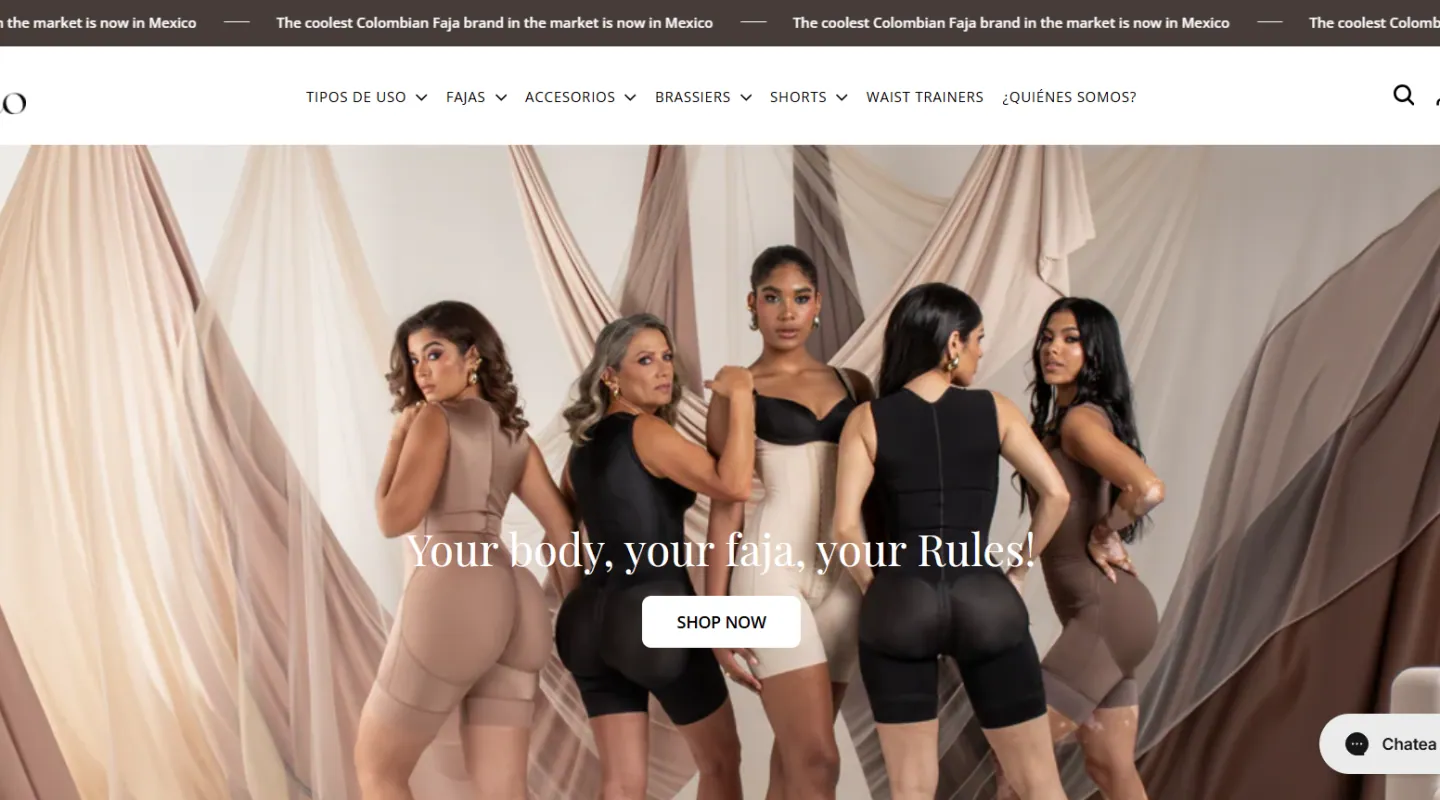 the market is now in Mexico — The coolest Colombian Faja brand in the market is now in Mexico — The coolest Colombian Faja brand in the market is now in Mexico — The coolest
TIPOS DE USO FAJAS ACCESORIOS BRASSIERS SHORTS WAIST TRAINERS ¿QUIÉNES SOMOS?
Your body, your faja, your Rules!
SHOP NOW
Chatea